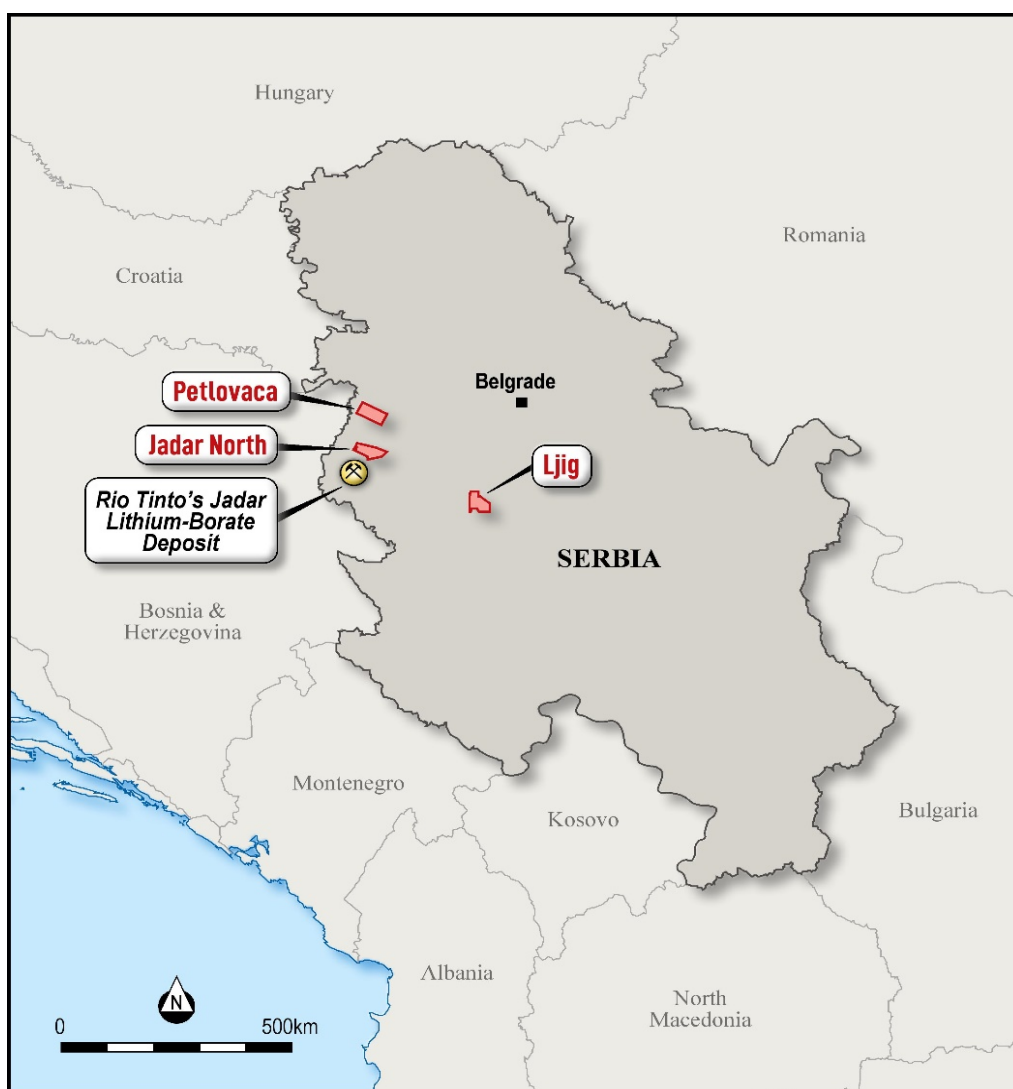 Hungary
Romania
Croatia
Petlovaca
Belgrade
Jadar North
Ljig
Rio Tinto's Jadar
Lithium-Borate
Deposit
SERBIA
Bosnia &
Herzegovina
Montenegro
Kosovo
Bulgaria
Albania
North
Macedonia
N
0 500km